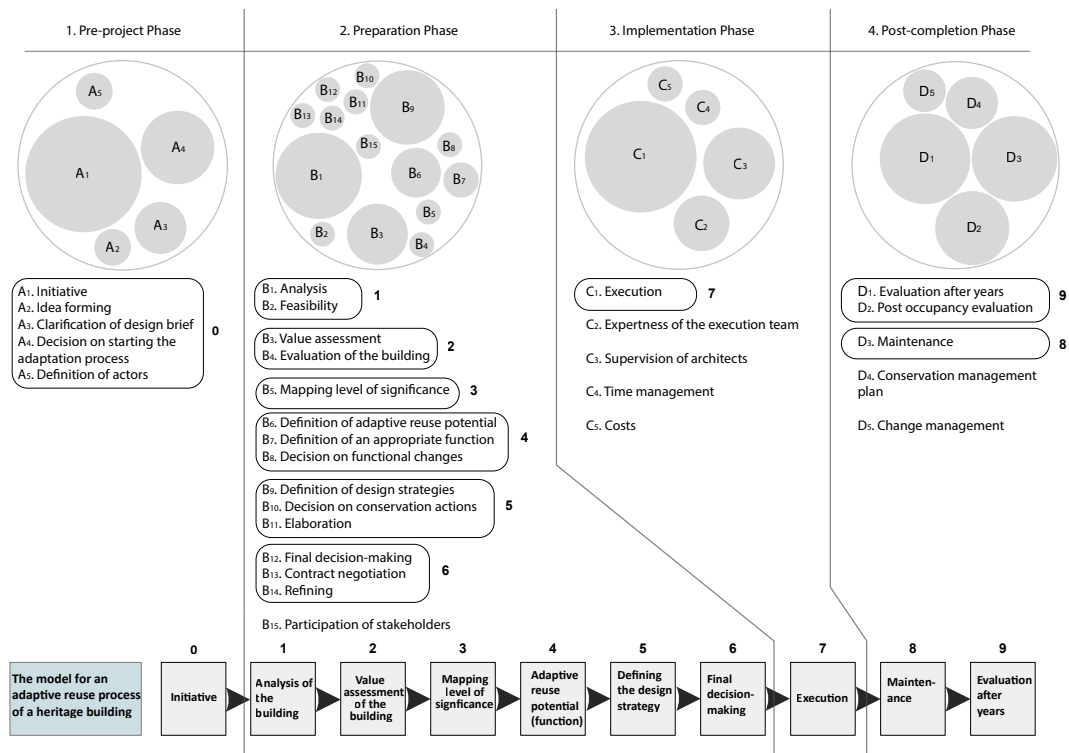 1. Pre-project Phase
2. Preparation Phase
3. Implementation Phase
4. Post-completion Phase
A5
A1
A4
A3
A2
B10
B12
B11
B9
B13
B14
B15
B8
B1
B6
B7
B5
B2
B3
B4
C5
C4
C1
C3
C2
D5
D4
D1
D3
D2
A1. Initiative
A2. Idea forming
A3. Clarification of design brief
A4. Decision on starting the
adaptation process
A5. Definition of actors
0
B1. Analysis
B2. Feasibility
1
B3. Value assessment
B4. Evaluation of the building
2
B5. Mapping level of significance
3
B6. Definition of adaptive reuse potential
B7. Definition of an appropriate function
B8. Decision on functional changes
4
B9. Definition of design strategies
B10. Decision on conservation actions
B11. Elaboration
5
B12. Final decision-making
B13. Contract negotiation
B14. Refining
6
B15. Participation of stakeholders
C1. Execution
7
C2. Expertness of the execution team
C3. Supervision of architects
C4. Time management
C5. Costs
D1. Evaluation after years
D2. Post occupancy evaluation
9
D3. Maintenance
8
D4. Conservation management
plan
D5. Change management
The model for an
adaptive reuse process
of a heritage building
0
Initiative
1
Analysis of
the
building
2
Value
assessment
of the
building
3
Mapping
level of
signficance
4
Adaptive
reuse
potential
(function)
5
Defining
the design
strategy
6
Final
decision-
making
7
Execution
8
Mainten-
ance
9
Evaluation
after
years